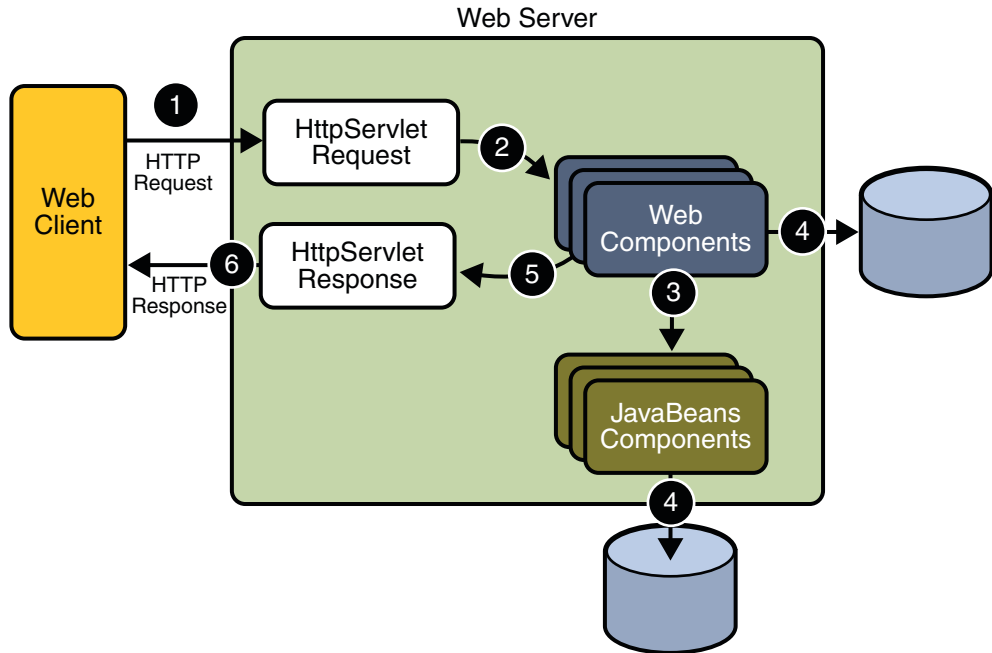 Web Server
1
HttpServlet
Request
2
HTTP
Request
Web
Client
Web
Components
4
HttpServlet
Response
6
5
HTTP
Response
3
JavaBeans
Components
4